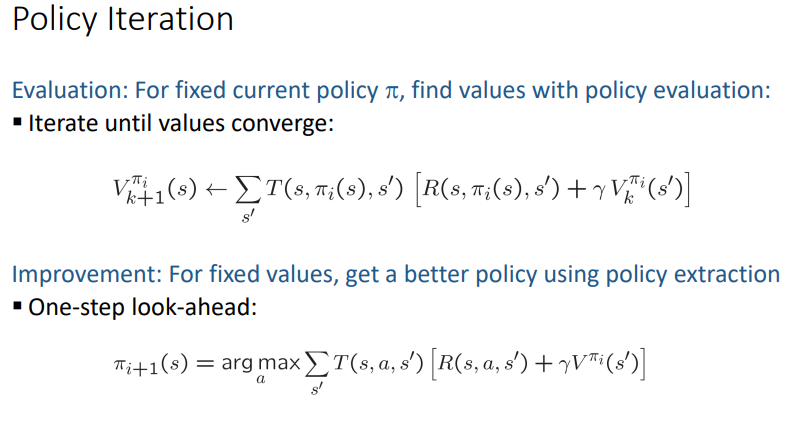 Policy Iteration
Evaluation: For fixed current policy π, find values with policy evaluation:
▪ Iterate until values converge:
$V_{k+1}^{\pi_i}(s) \leftarrow \sum_{s'} T(s, \pi_i(s), s') \left[ R(s, \pi_i(s), s') + \gamma V_k^{\pi_i}(s') \right]$
Improvement: For fixed values, get a better policy using policy extraction
▪ One-step look-ahead:
$\pi_{i+1}(s) = \arg\max_a \sum_{s'} T(s, a, s') \left[ R(s, a, s') + \gamma V^{\pi_i}(s') \right]$